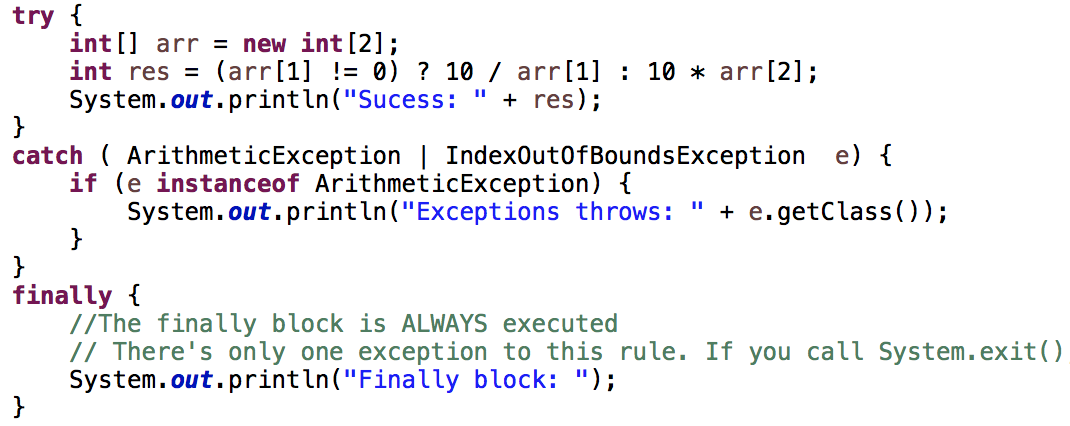 try {
    int[] arr = new int[2];
    int res = (arr[1] != 0) ? 10 / arr[1] : 10 * arr[2];
    System.out.println("Sucess: " + res);
}
catch ( ArithmeticException | IndexOutOfBoundsException  e) {
    if (e instanceof ArithmeticException) {
        System.out.println("Exceptions throws: " + e.getClass());
    }
}
finally {
    //The finally block is ALWAYS executed
    // There's only one exception to this rule. If you call System.exit()
    System.out.println("Finally block: ");
}